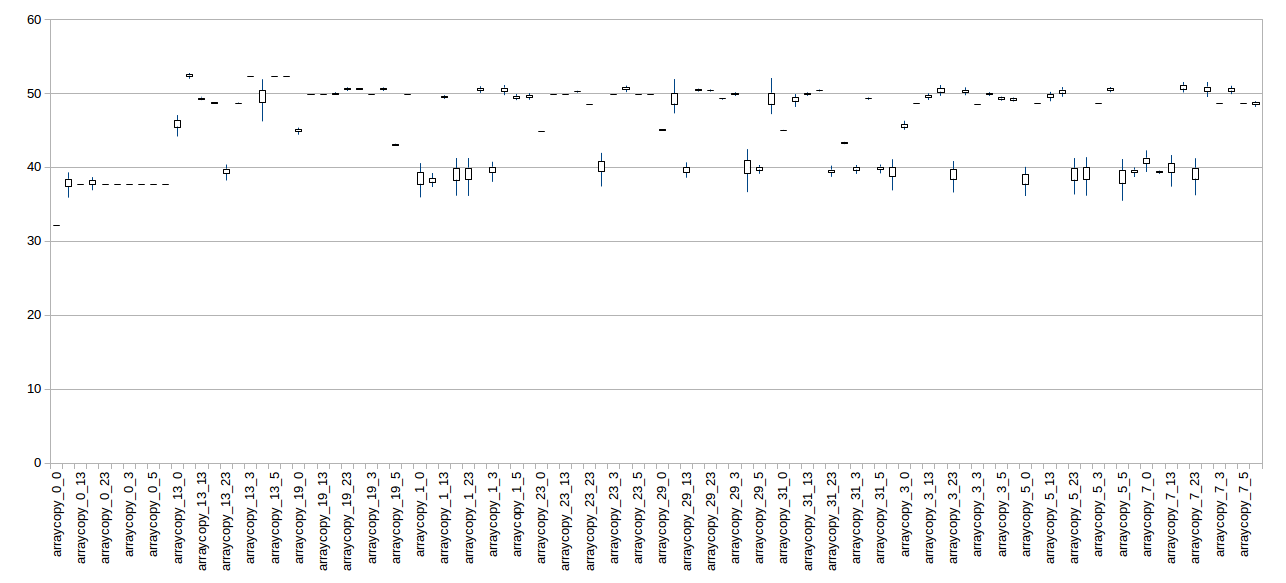 60
50
40
30
20
10
0
arraycopy_0_0
arraycopy_0_13
arraycopy_0_23
arraycopy_0_3
arraycopy_0_5
arraycopy_13_0
arraycopy_13_13
arraycopy_13_23
arraycopy_13_3
arraycopy_13_5
arraycopy_19_0
arraycopy_19_13
arraycopy_19_23
arraycopy_19_3
arraycopy_19_5
arraycopy_1_0
arraycopy_1_13
arraycopy_1_23
arraycopy_1_3
arraycopy_1_5
arraycopy_23_0
arraycopy_23_13
arraycopy_23_23
arraycopy_23_3
arraycopy_23_5
arraycopy_29_0
arraycopy_29_13
arraycopy_29_23
arraycopy_29_3
arraycopy_29_5
arraycopy_31_0
arraycopy_31_13
arraycopy_31_23
arraycopy_31_3
arraycopy_31_5
arraycopy_3_0
arraycopy_3_13
arraycopy_3_23
arraycopy_3_3
arraycopy_3_5
arraycopy_5_0
arraycopy_5_13
arraycopy_5_23
arraycopy_5_3
arraycopy_5_5
arraycopy_7_0
arraycopy_7_13
arraycopy_7_23
arraycopy_7_3
arraycopy_7_5